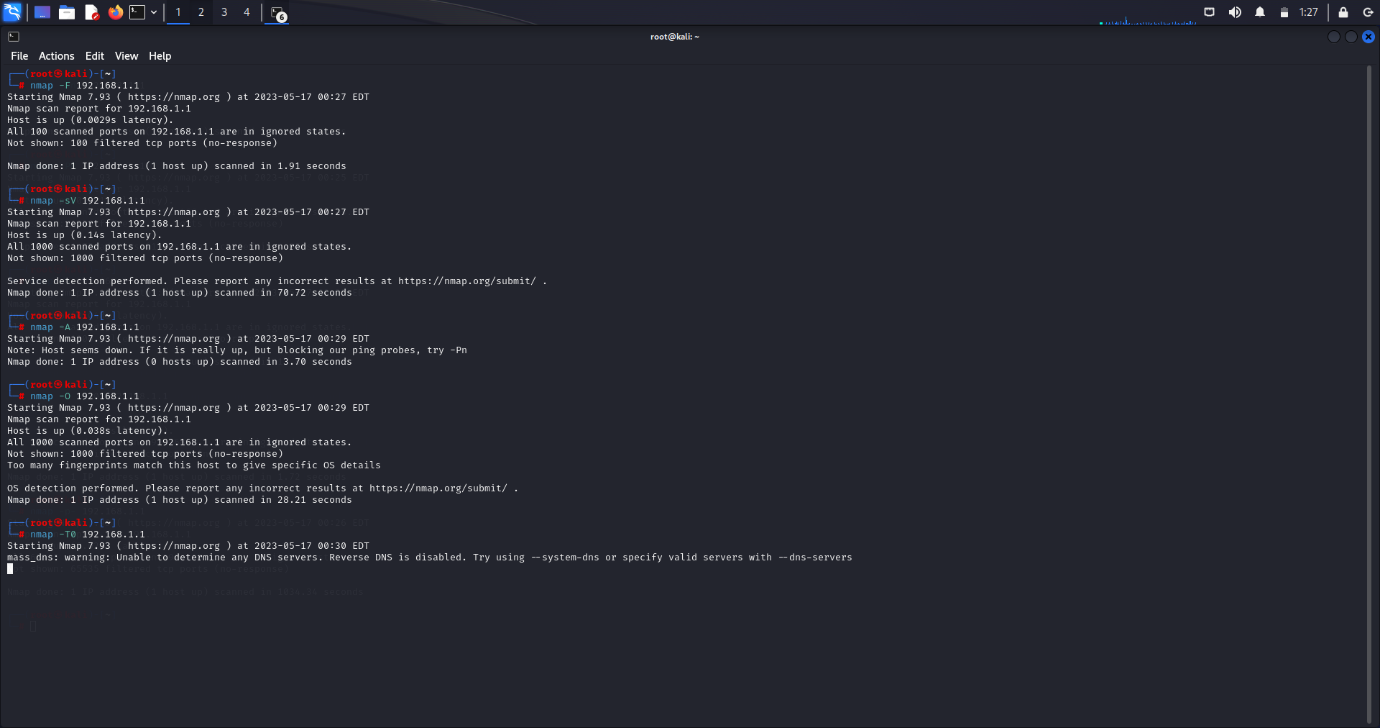 1 2 3 4 6 1:27
root@kali: ~
File Actions Edit View Help
┌──(root㉿kali)-[~]
└─# nmap -F 192.168.1.1
Starting Nmap 7.93 ( https://nmap.org ) at 2023-05-17 00:27 EDT
Nmap scan report for 192.168.1.1
Host is up (0.0029s latency).
All 100 scanned ports on 192.168.1.1 are in ignored states.
Not shown: 100 filtered tcp ports (no-response)
Nmap done: 1 IP address (1 host up) scanned in 1.91 seconds
┌──(root㉿kali)-[~]
└─# nmap -sV 192.168.1.1
Starting Nmap 7.93 ( https://nmap.org ) at 2023-05-17 00:27 EDT
Nmap scan report for 192.168.1.1
Host is up (0.14s latency).
All 1000 scanned ports on 192.168.1.1 are in ignored states.
Not shown: 1000 filtered tcp ports (no-response)
Service detection performed. Please report any incorrect results at https://nmap.org/submit/ .
Nmap done: 1 IP address (1 host up) scanned in 70.72 seconds
┌──(root㉿kali)-[~]
└─# nmap -A 192.168.1.1
Starting Nmap 7.93 ( https://nmap.org ) at 2023-05-17 00:29 EDT
Note: Host seems down. If it is really up, but blocking our ping probes, try -Pn
Nmap done: 1 IP address (0 hosts up) scanned in 3.70 seconds
┌──(root㉿kali)-[~]
└─# nmap -O 192.168.1.1
Starting Nmap 7.93 ( https://nmap.org ) at 2023-05-17 00:29 EDT
Nmap scan report for 192.168.1.1
Host is up (0.038s latency).
All 1000 scanned ports on 192.168.1.1 are in ignored states.
Not shown: 1000 filtered tcp ports (no-response)
Too many fingerprints match this host to give specific OS details
OS detection performed. Please report any incorrect results at https://nmap.org/submit/ .
Nmap done: 1 IP address (1 host up) scanned in 28.21 seconds
┌──(root㉿kali)-[~]
└─# nmap -T0 192.168.1.1
Starting Nmap 7.93 ( https://nmap.org ) at 2023-05-17 00:30 EDT
mass_dns: warning: Unable to determine any DNS servers. Reverse DNS is disabled. Try using --system-dns or specify valid servers with --dns-servers